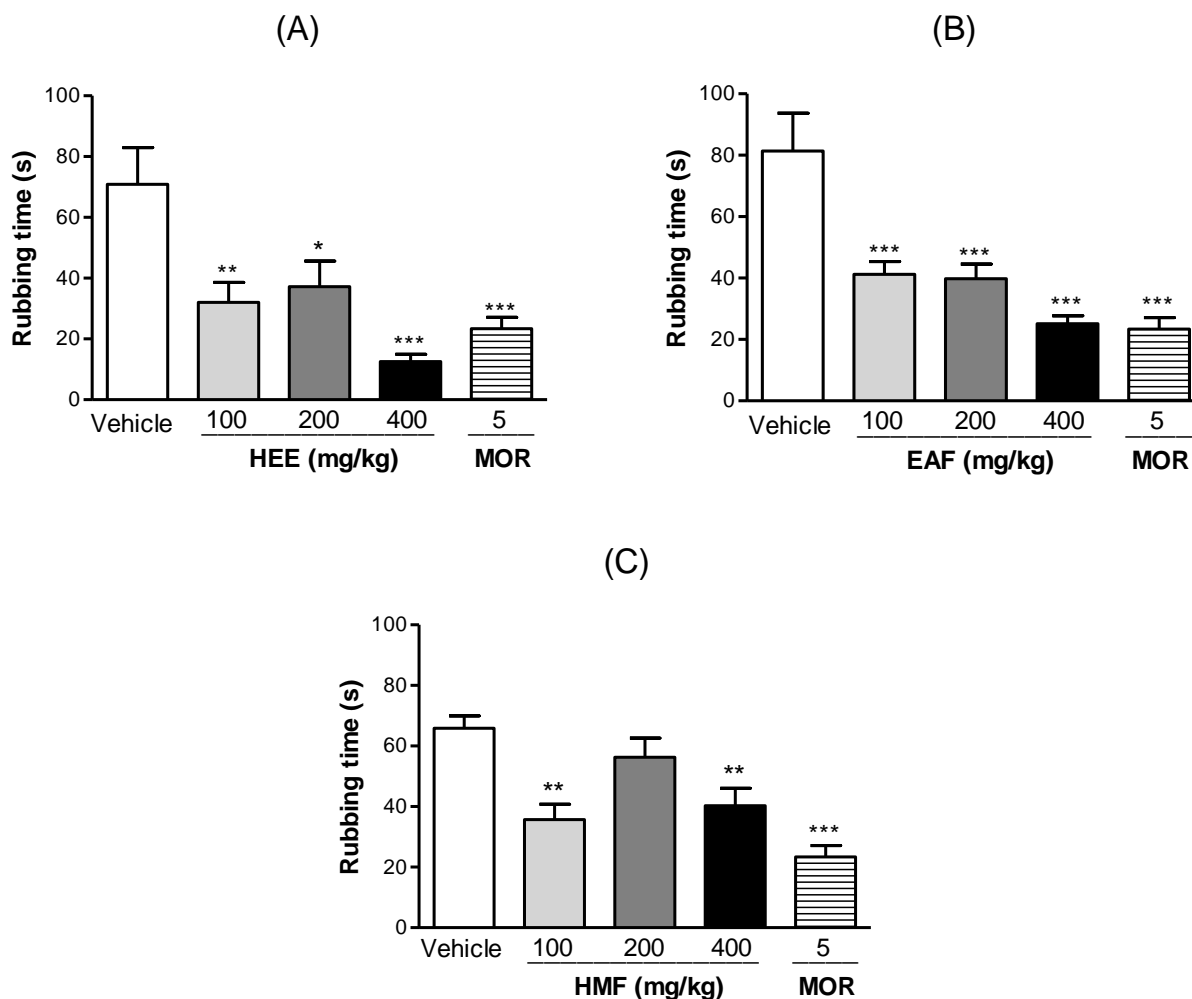 (A)
Rubbing time (s)
100
80
60
40
20
0
** * *** ***
Vehicle 100 200 400 5
HEE (mg/kg) MOR
(B)
Rubbing time (s)
100
80
60
40
20
0
*** *** *** ***
Vehicle 100 200 400 5
EAF (mg/kg) MOR
(C)
Rubbing time (s)
100
80
60
40
20
0
** ** ***
Vehicle 100 200 400 5
HMF (mg/kg) MOR